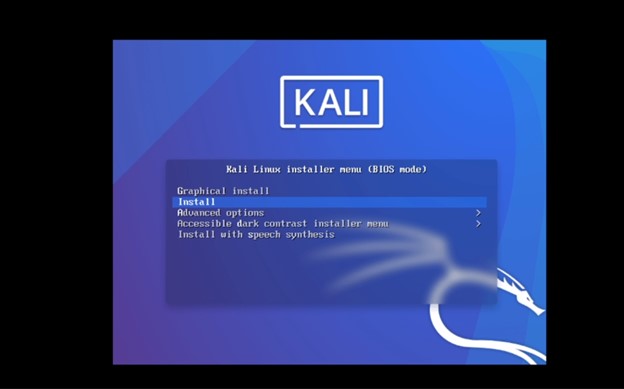 KALI
Kali Linux installer menu (BIOS mode)
Graphical install
Install
Advanced options >
Accessible dark contrast installer menu >
Install with speech synthesis